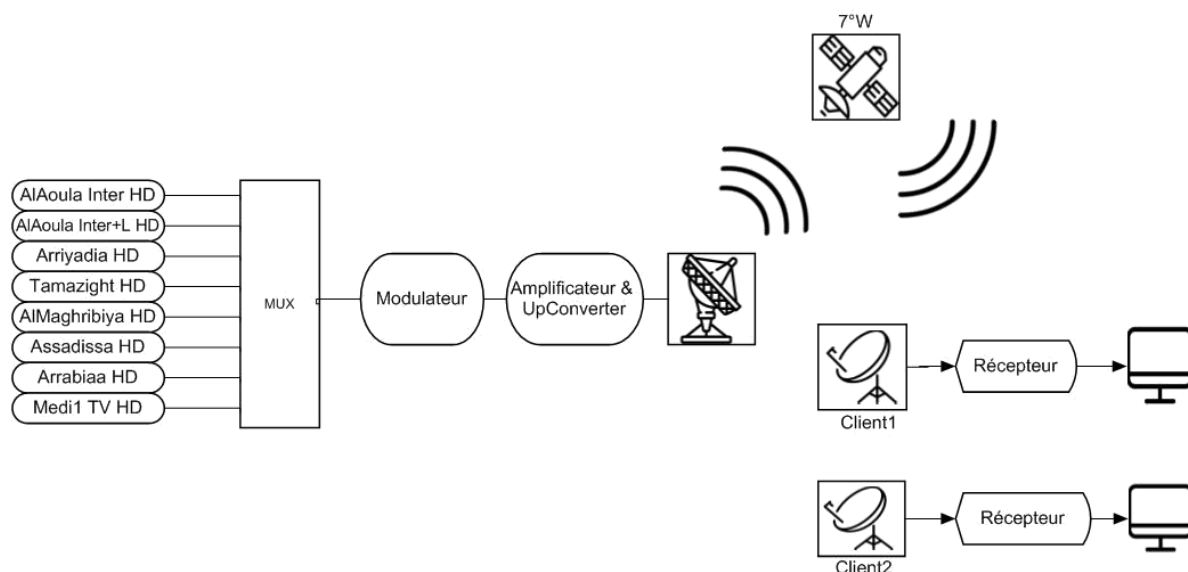 7°W
AlAoula Inter HD
AlAoula Inter+L HD
Arriyadia HD
Tamazight HD
AlMaghribiya HD
Assadissa HD
Arrabiaa HD
Medi1 TV HD
MUX
Modulateur
Amplificateur &
UpConverter
Récepteur
Client1
Récepteur
Client2